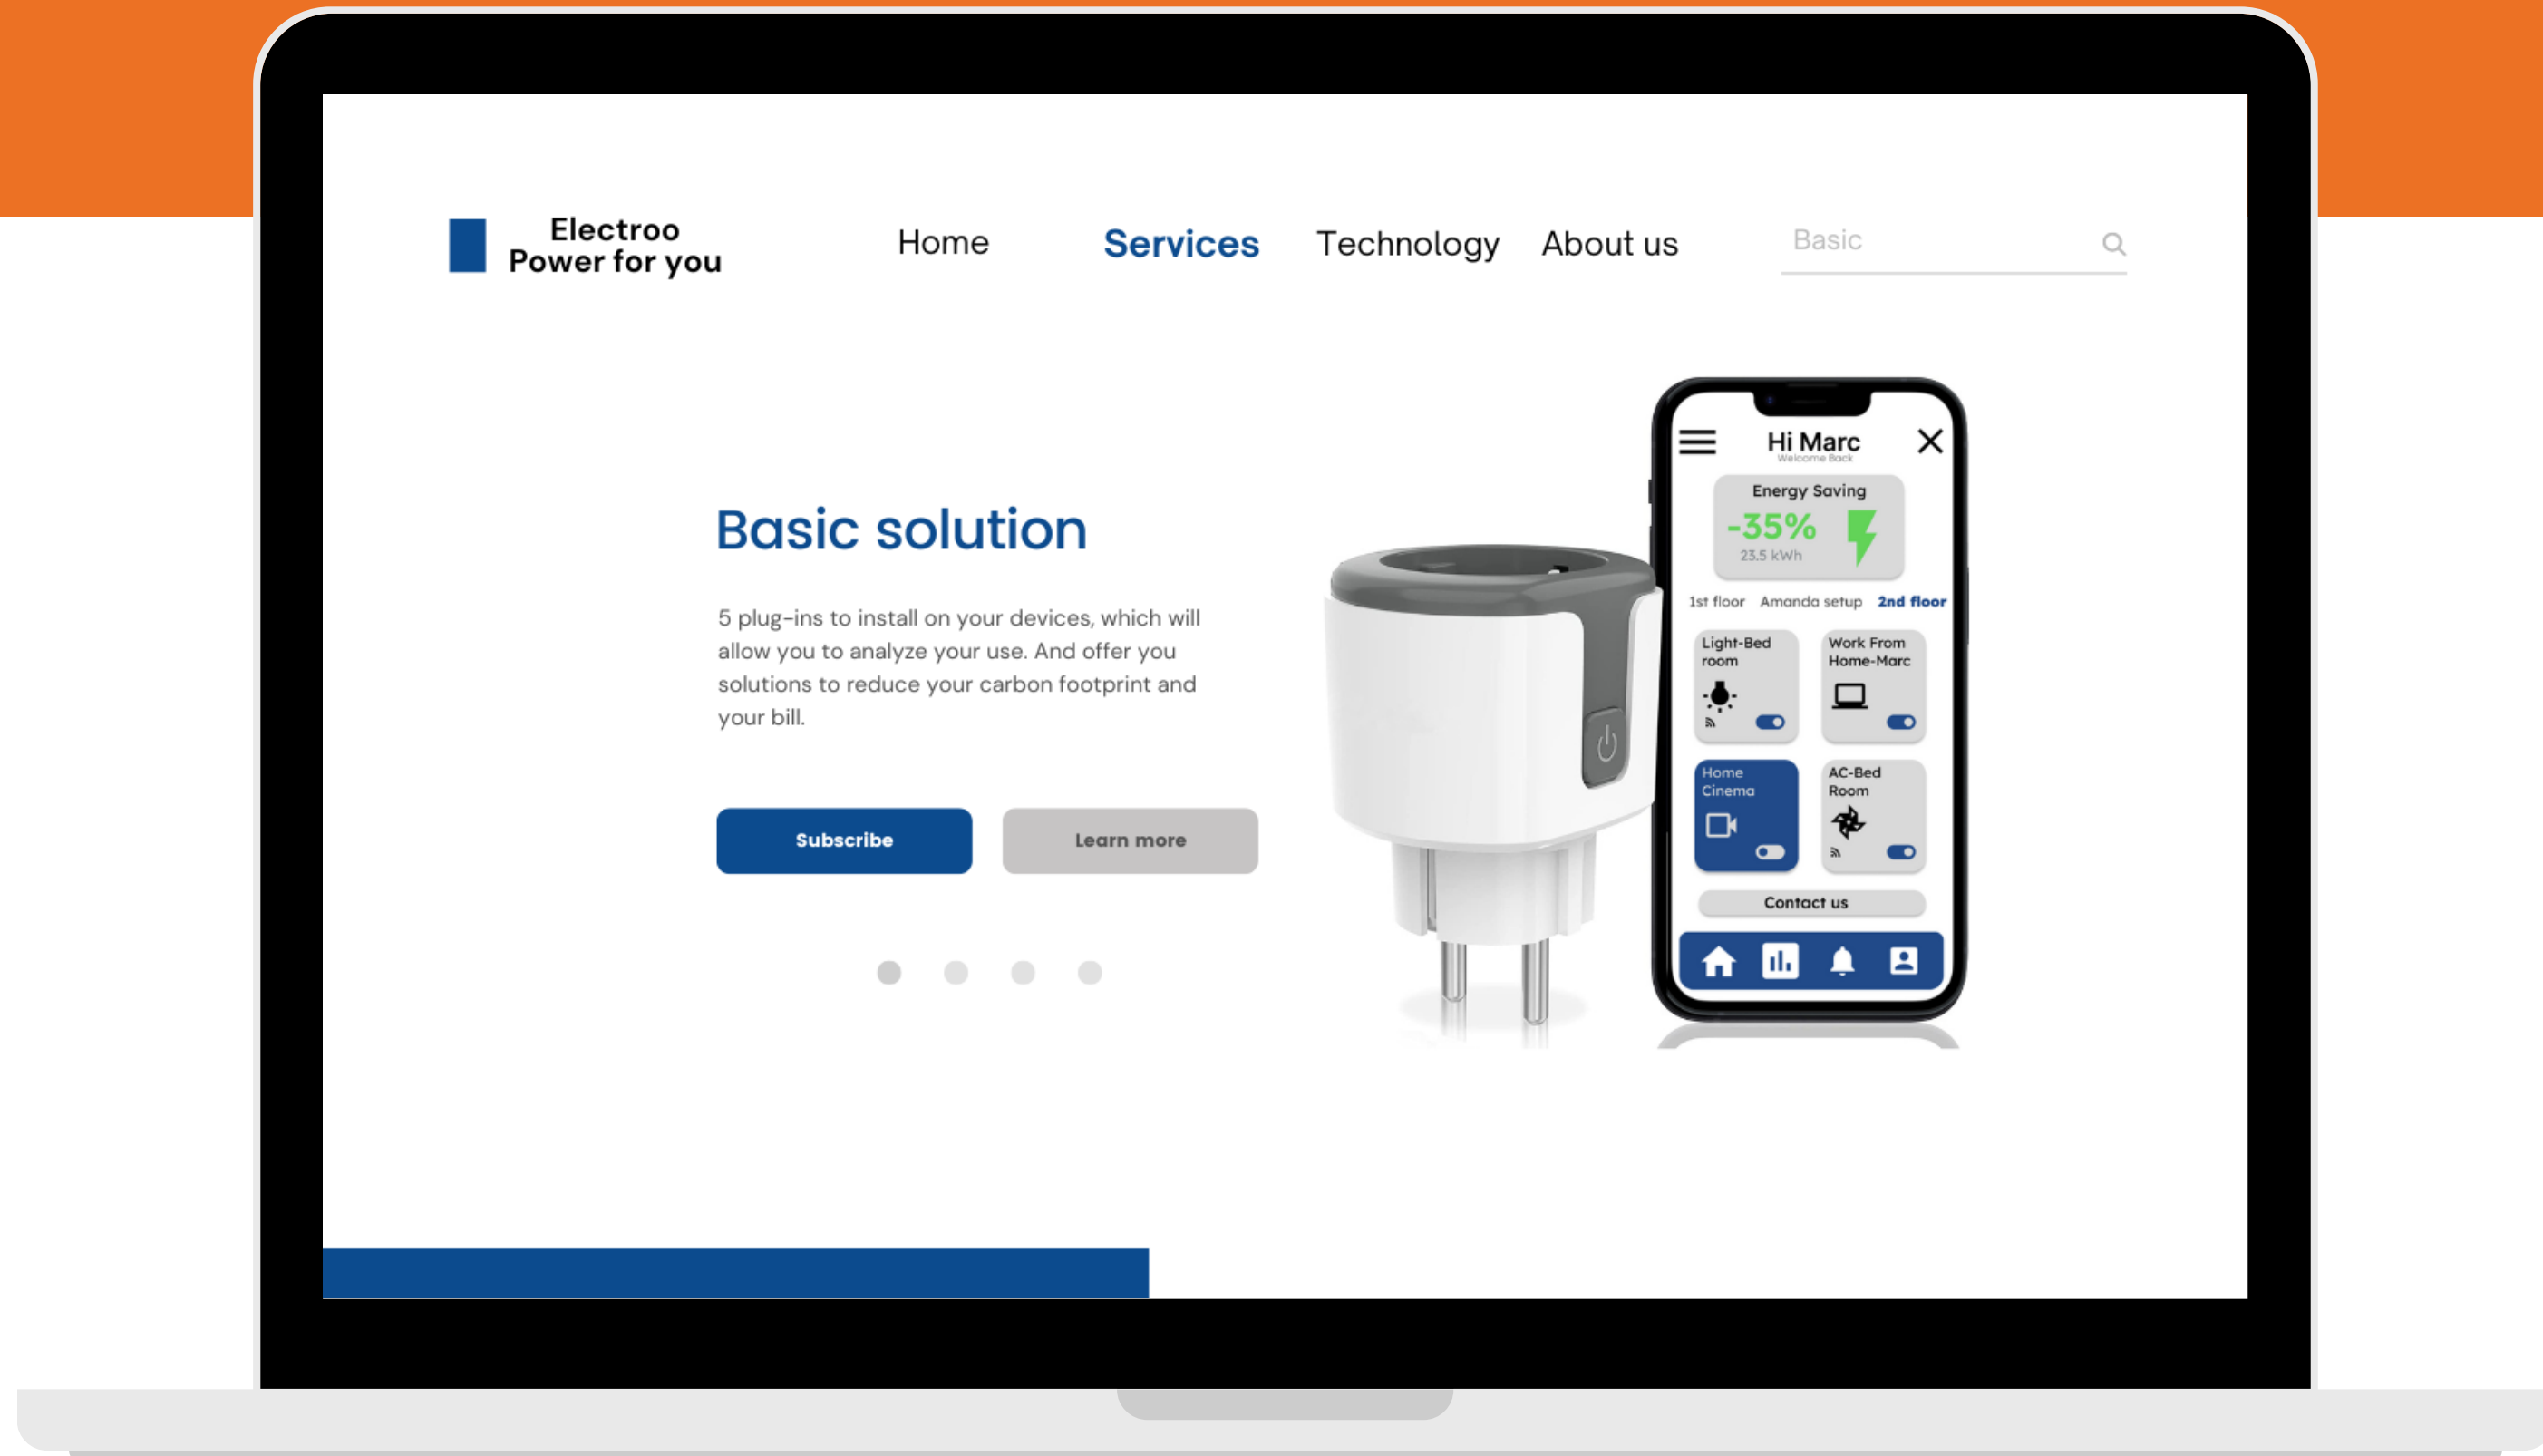 Electroo
Power for you
Home
Services
Technology
About us
Basic
Basic solution
5 plug-ins to install on your devices, which will
allow you to analyze your use. And offer you
solutions to reduce your carbon footprint and
your bill.
Subscribe
Learn more
Hi Marc
Welcome Back
Energy Saving
-35%
23.5 kWh
1st floor
Amanda setup
2nd floor
Light-Bed
room
Work From
Home-Marc
Home
Cinema
AC-Bed
Room
Contact us